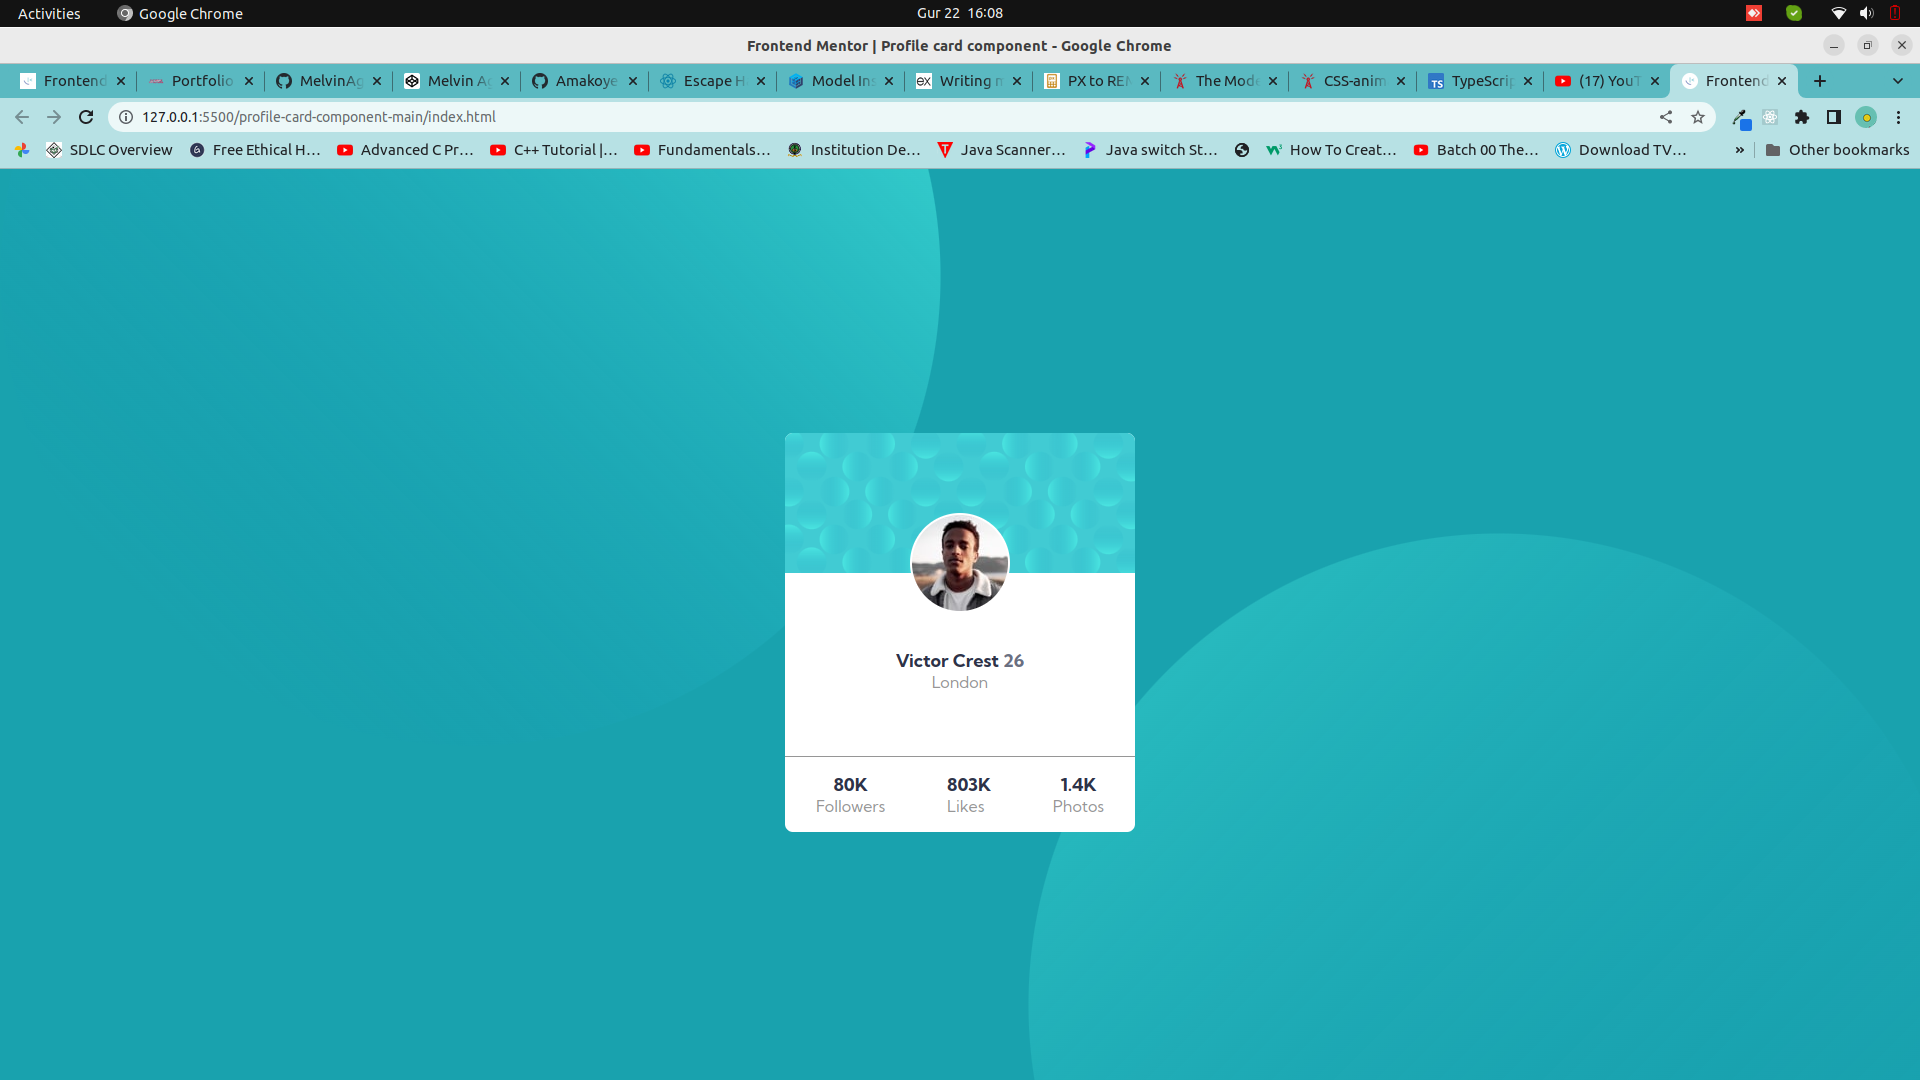 Activities Google Chrome Gur 22 16:08
Frontend Mentor | Profile card component - Google Chrome
Frontend Portfolio MelvinAg Melvin Ag Amakoye Escape H Model Ins Writing m PX to REM The Mode CSS-anim TypeScrip (17) YouT Frontend
127.0.0.1:5500/profile-card-component-main/index.html
SDLC Overview Free Ethical H... Advanced C Pr... C++ Tutorial |... Fundamentals... Institution De... Java Scanner... Java switch St... How To Creat... Batch 00 The... Download TV... » Other bookmarks
Victor Crest 26
London
80K 803K 1.4K
Followers Likes Photos